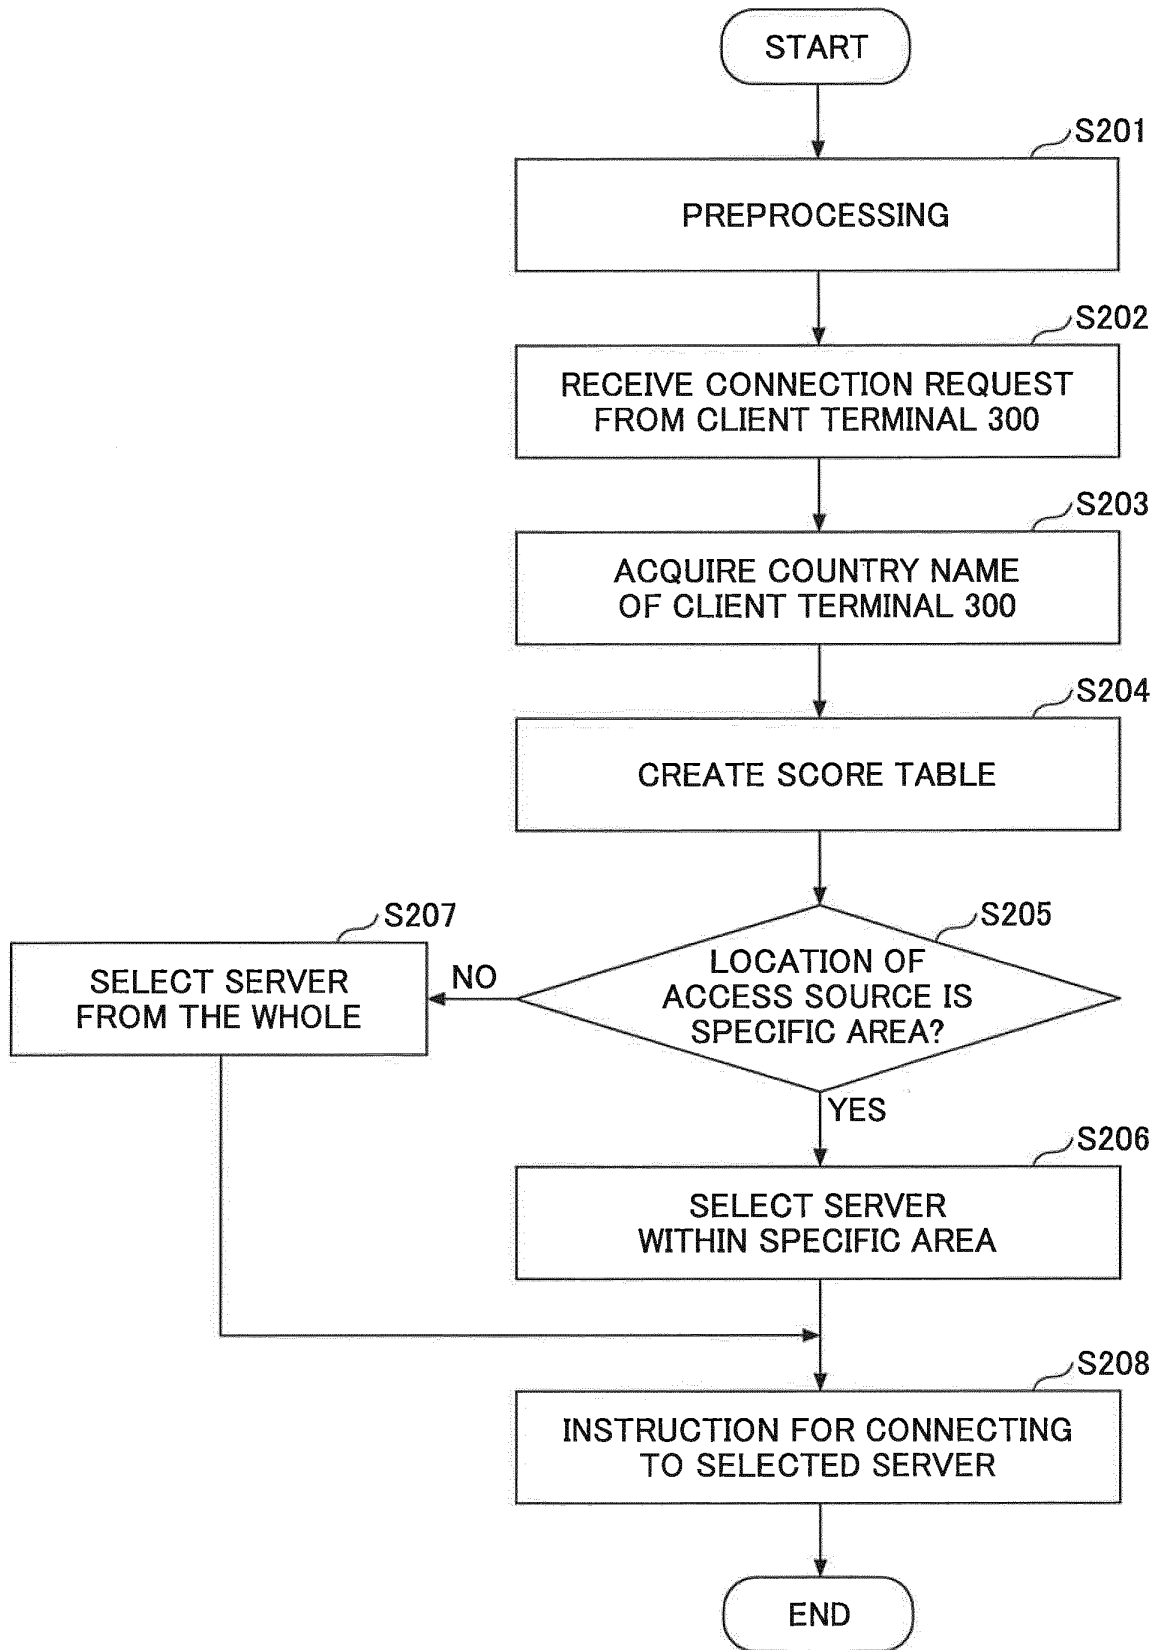 START
S201
PREPROCESSING
S202
RECEIVE CONNECTION REQUEST
FROM CLIENT TERMINAL 300
S203
ACQUIRE COUNTRY NAME
OF CLIENT TERMINAL 300
S204
CREATE SCORE TABLE
S205
LOCATION OF
ACCESS SOURCE IS
SPECIFIC AREA?
NO
S207
SELECT SERVER
FROM THE WHOLE
YES
S206
SELECT SERVER
WITHIN SPECIFIC AREA
S208
INSTRUCTION FOR CONNECTING
TO SELECTED SERVER
END